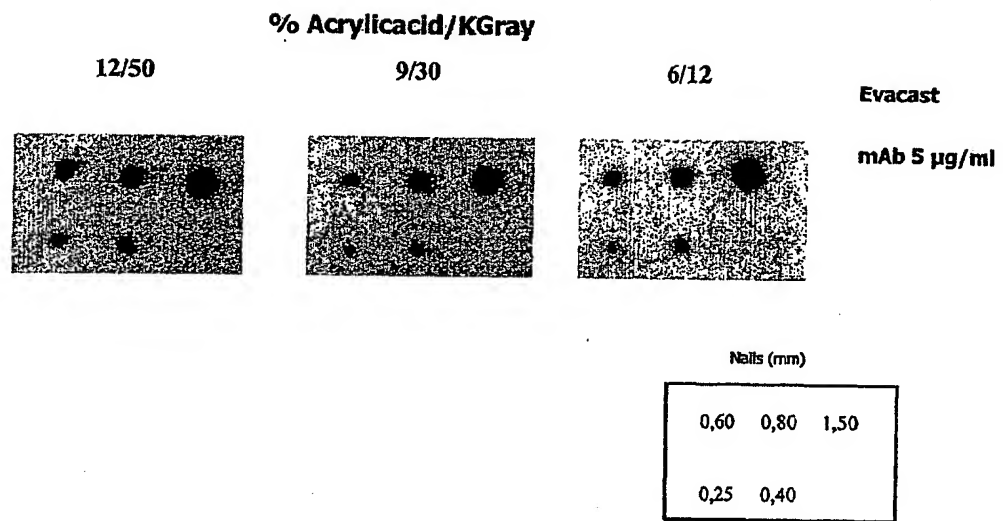 % Acrylicacid/KGray
12/50 9/30 6/12
Evacast
mAb 5 µg/ml
Nails (mm)
0,60 0,80 1,50
0,25 0,40